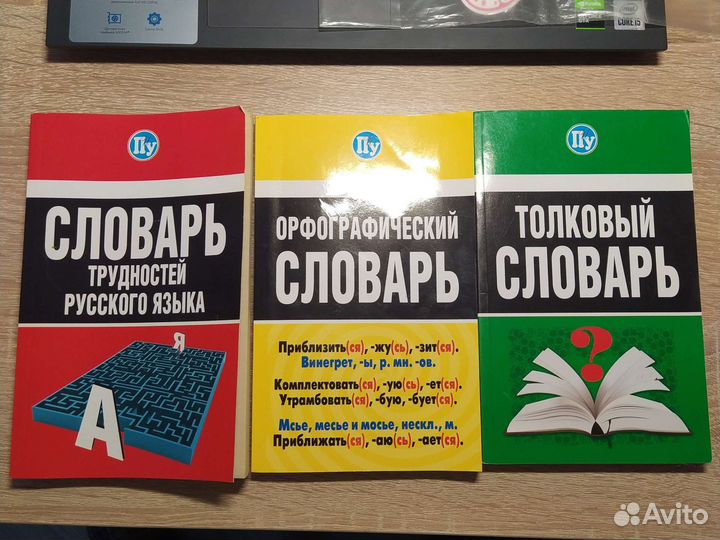 CORE i5
Пу
СЛОВАРЬ
ТРУДНОСТЕЙ
РУССКОГО ЯЗЫКА
Я
А
Пу
ОРФОГРАФИЧЕСКИЙ
СЛОВАРЬ
Приблизить(ся), -жу(сь), -зит(ся).
Винегрет, -ы, р. мн. -ов.
Комплектовать(ся), -ую(сь), -ет(ся).
Утрамбовать(ся), -бую, -бует(ся).
Мсье, месье и мосье, нескл., м.
Приближать(ся), -аю(сь), -ает(ся).
Пу
ТОЛКОВЫЙ
СЛОВАРЬ
?
Avito